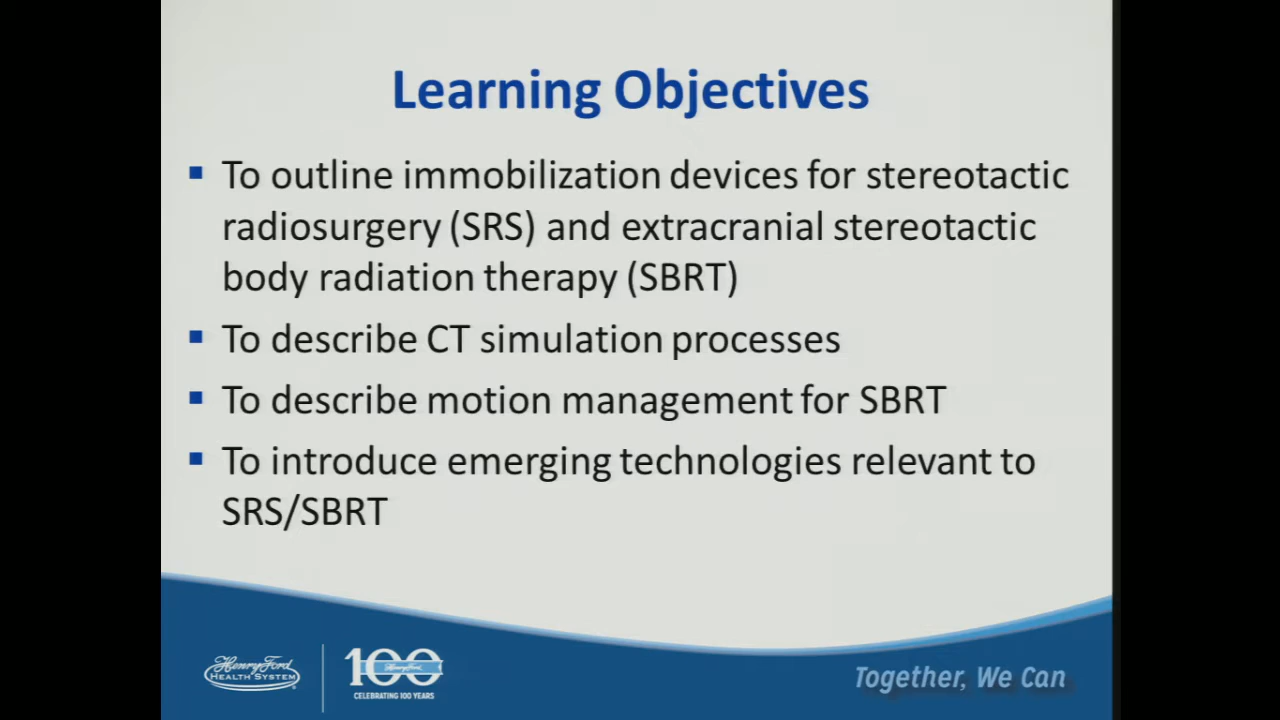 Learning Objectives
▪ To outline immobilization devices for stereotactic
radiosurgery (SRS) and extracranial stereotactic
body radiation therapy (SBRT)
▪ To describe CT simulation processes
▪ To describe motion management for SBRT
▪ To introduce emerging technologies relevant to
SRS/SBRT
Henry Ford
HEALTH SYSTEM
100
Henry Ford
CELEBRATING 100 YEARS
Together, We Can